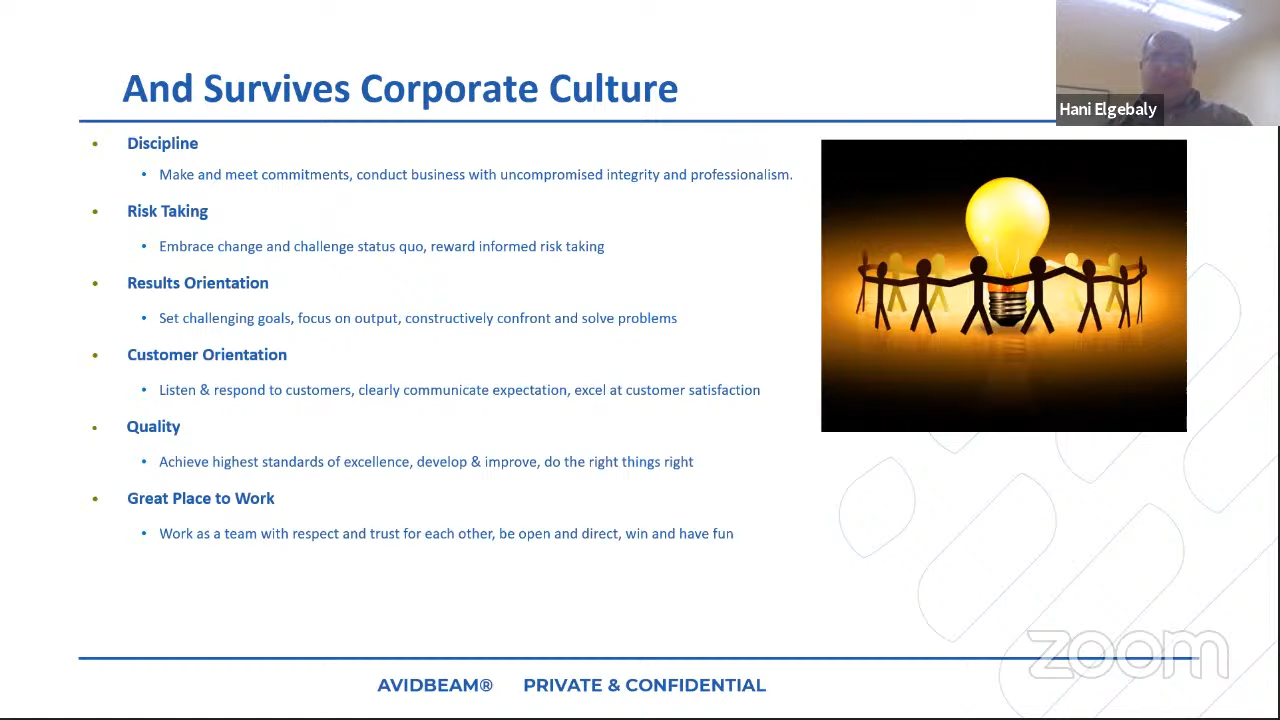 And Survives Corporate Culture
Hani Elgebaly
• Discipline
• Make and meet commitments, conduct business with uncompromised integrity and professionalism.
• Risk Taking
• Embrace change and challenge status quo, reward informed risk taking
• Results Orientation
• Set challenging goals, focus on output, constructively confront and solve problems
• Customer Orientation
• Listen & respond to customers, clearly communicate expectation, excel at customer satisfaction
• Quality
• Achieve highest standards of excellence, develop & improve, do the right things right
• Great Place to Work
• Work as a team with respect and trust for each other, be open and direct, win and have fun
zoom
AVIDBEAM® PRIVATE & CONFIDENTIAL